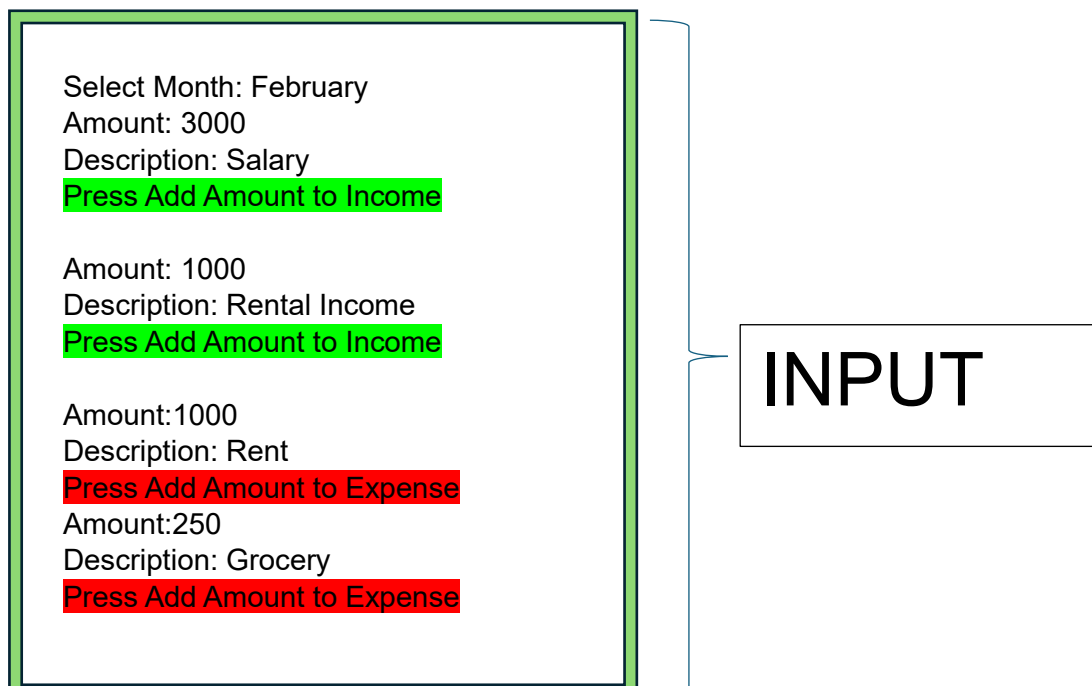 Select Month: February
Amount: 3000
Description: Salary
Press Add Amount to Income
Amount: 1000
Description: Rental Income
Press Add Amount to Income
Amount:1000
Description: Rent
Press Add Amount to Expense
Amount:250
Description: Grocery
Press Add Amount to Expense
INPUT